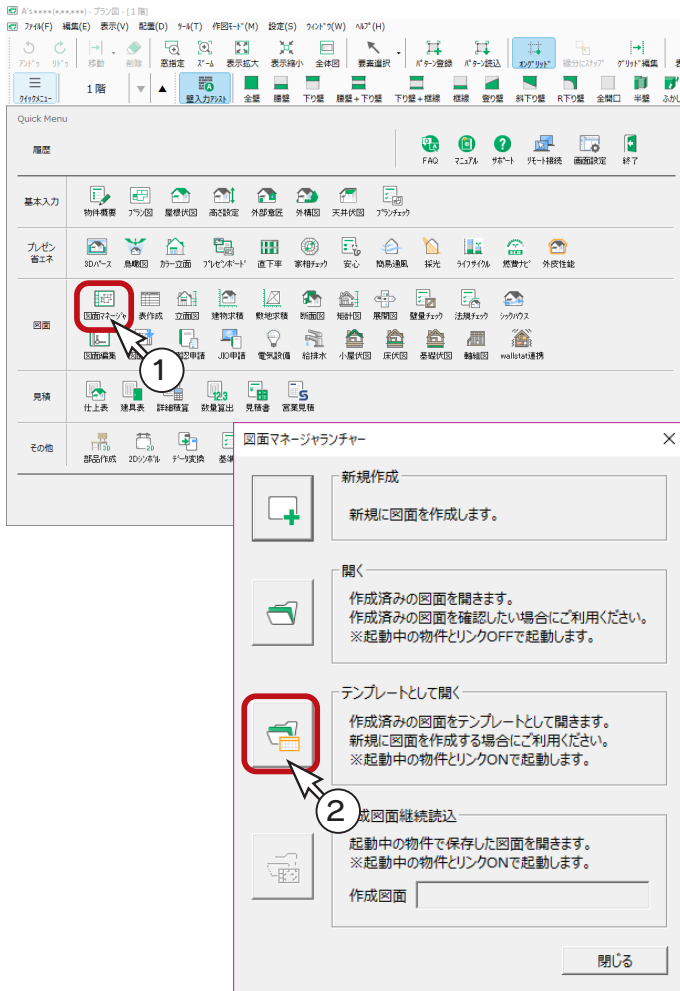 A's●●●●(●,●●,●●●) - プラン図 - [ 1 階]
ファイル(F) 編集(E) 表示(V) 配置(D) ツール(T) 作図モード(M) 設定(S) ウィンドウ(W) ヘルプ(H)
アンドゥ リドゥ 移動 削除 窓指定 ズーム 表示拡大 表示縮小 全体図 要素選択 パターン登録 パターン読込 オングリッド 線分にスナップ グリッド編集
クイックメニュー 1 階 ▼ ▲ 壁入力アシスト 全壁 腰壁 下り壁 腰壁+下り壁 下り壁+框線 框線 登り壁 斜下り壁 R下り壁 全開口 半壁 ふかし
Quick Menu
履歴
FAQ マニュアル サポート リモート接続 画面設定 終了
基本入力
物件概要 プラン図 屋根伏図 高さ設定 外部意匠 外構図 天井伏図 プランチェック
プレゼン
省エネ
3Dパース 鳥瞰図 カラー立面 プレゼンボード 直下率 家相チェック 安心 簡易通風 採光 ライフサイクル 燃費ナビ 外皮性能
図面
図面マネージャ 表作成 立面図 建物求積 敷地求積 断面図 矩計図 展開図 壁量チェック 法規チェック シックハウス
図面編集 図面 認申請 JIO申請 電気設備 給排水 小屋伏図 床伏図 基礎伏図 軸組図 wallstat連携
1
見積
仕上表 建具表 詳細積算 数量算出 見積書 営業見積
その他
部品作成 2Dシンボル データ変換 基準
図面マネージャランチャー
新規作成
新規に図面を作成します。
開く
作成済みの図面を開きます。
作成済みの図面を確認したい場合にご利用ください。
※起動中の物件とリンクOFFで起動します。
テンプレートとして開く
作成済みの図面をテンプレートとして開きます。
新規に図面を作成する場合にご利用ください。
※起動中の物件とリンクONで起動します。
2
成図面継続読込
起動中の物件で保存した図面を開きます。
※起動中の物件とリンクONで起動します。
作成図面
閉じる